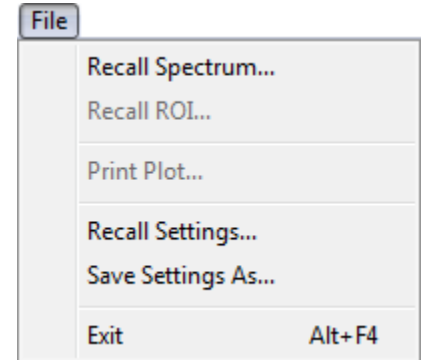 File
Recall Spectrum...
Recall ROI...
Print Plot...
Recall Settings...
Save Settings As...
Exit Alt+F4